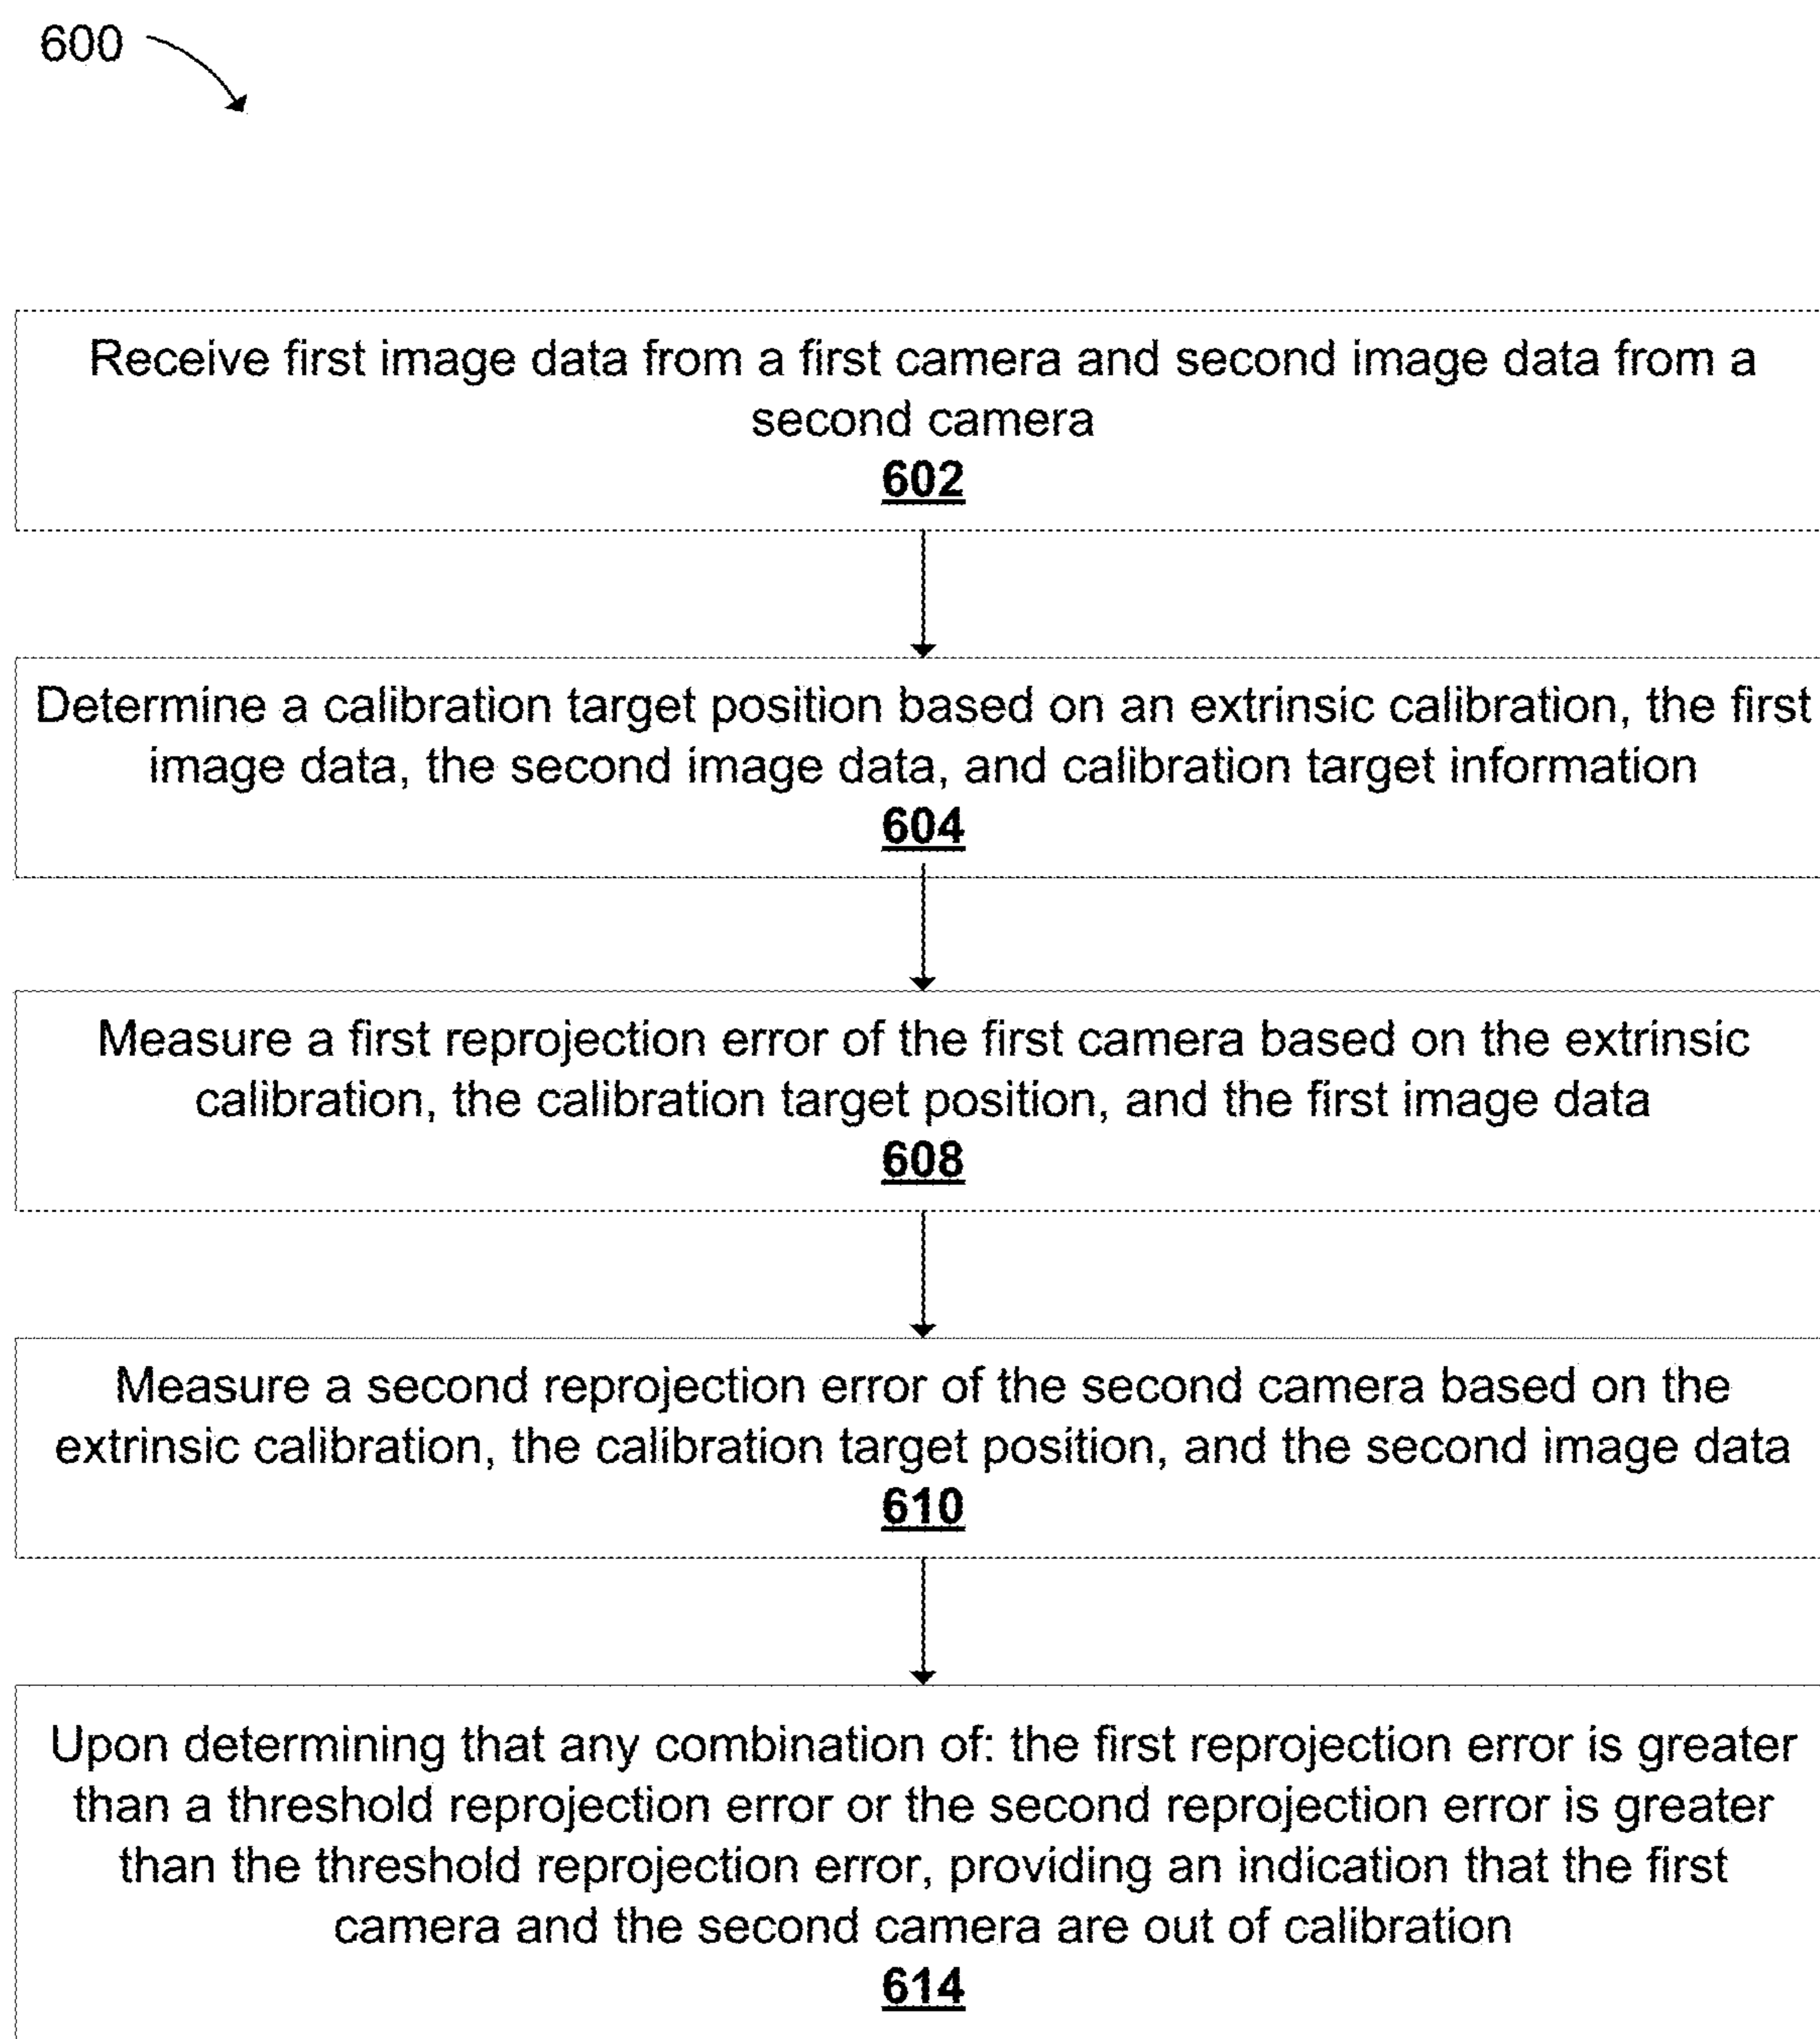 600
Receive first image data from a first camera and second image data from a
second camera
602
Determine a calibration target position based on an extrinsic calibration, the first
image data, the second image data, and calibration target information
604
Measure a first reprojection error of the first camera based on the extrinsic
calibration, the calibration target position, and the first image data
608
Measure a second reprojection error of the second camera based on the
extrinsic calibration, the calibration target position, and the second image data
610
Upon determining that any combination of: the first reprojection error is greater
than a threshold reprojection error or the second reprojection error is greater
than the threshold reprojection error, providing an indication that the first
camera and the second camera are out of calibration
614